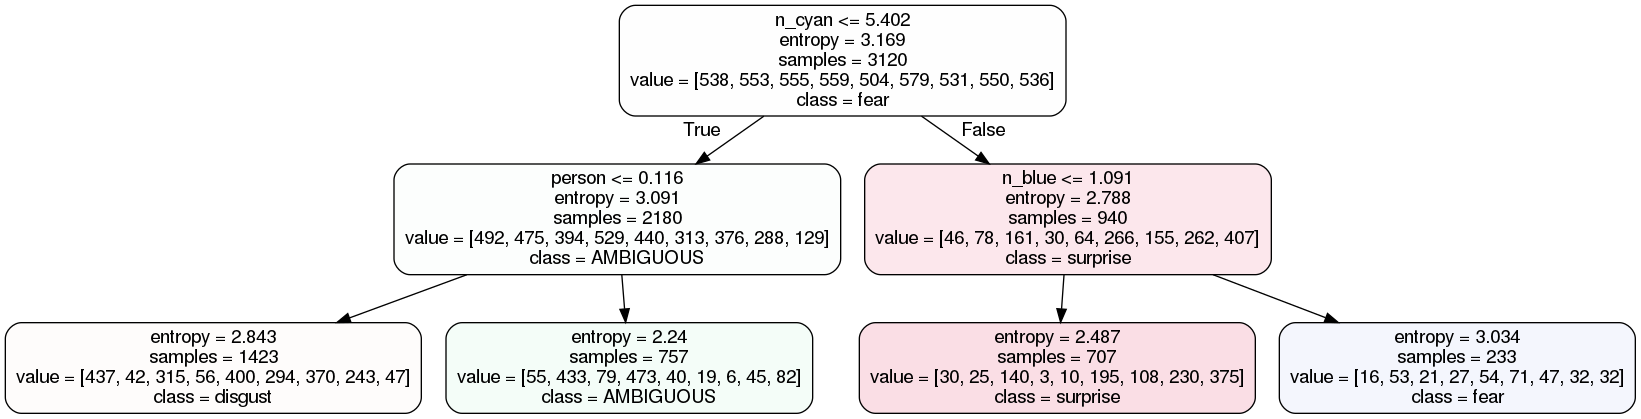 n_cyan <= 5.402
entropy = 3.169
samples = 3120
value = [538, 553, 555, 559, 504, 579, 531, 550, 536]
class = fear
True
False
person <= 0.116
entropy = 3.091
samples = 2180
value = [492, 475, 394, 529, 440, 313, 376, 288, 129]
class = AMBIGUOUS
n_blue <= 1.091
entropy = 2.788
samples = 940
value = [46, 78, 161, 30, 64, 266, 155, 262, 407]
class = surprise
entropy = 2.843
samples = 1423
value = [437, 42, 315, 56, 400, 294, 370, 243, 47]
class = disgust
entropy = 2.24
samples = 757
value = [55, 433, 79, 473, 40, 19, 6, 45, 82]
class = AMBIGUOUS
entropy = 2.487
samples = 707
value = [30, 25, 140, 3, 10, 195, 108, 230, 375]
class = surprise
entropy = 3.034
samples = 233
value = [16, 53, 21, 27, 54, 71, 47, 32, 32]
class = fear